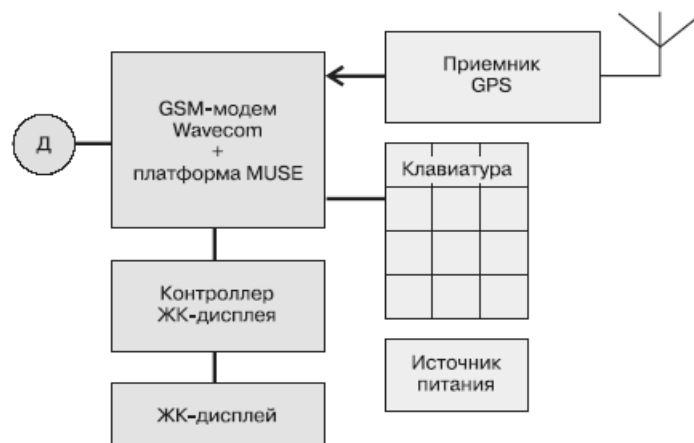 Приемник
GPS
GSM-модем
Wavecom
+
платформа MUSE
Д
Клавиатура
Контроллер
ЖК-дисплея
Источник
питания
ЖК-дисплей